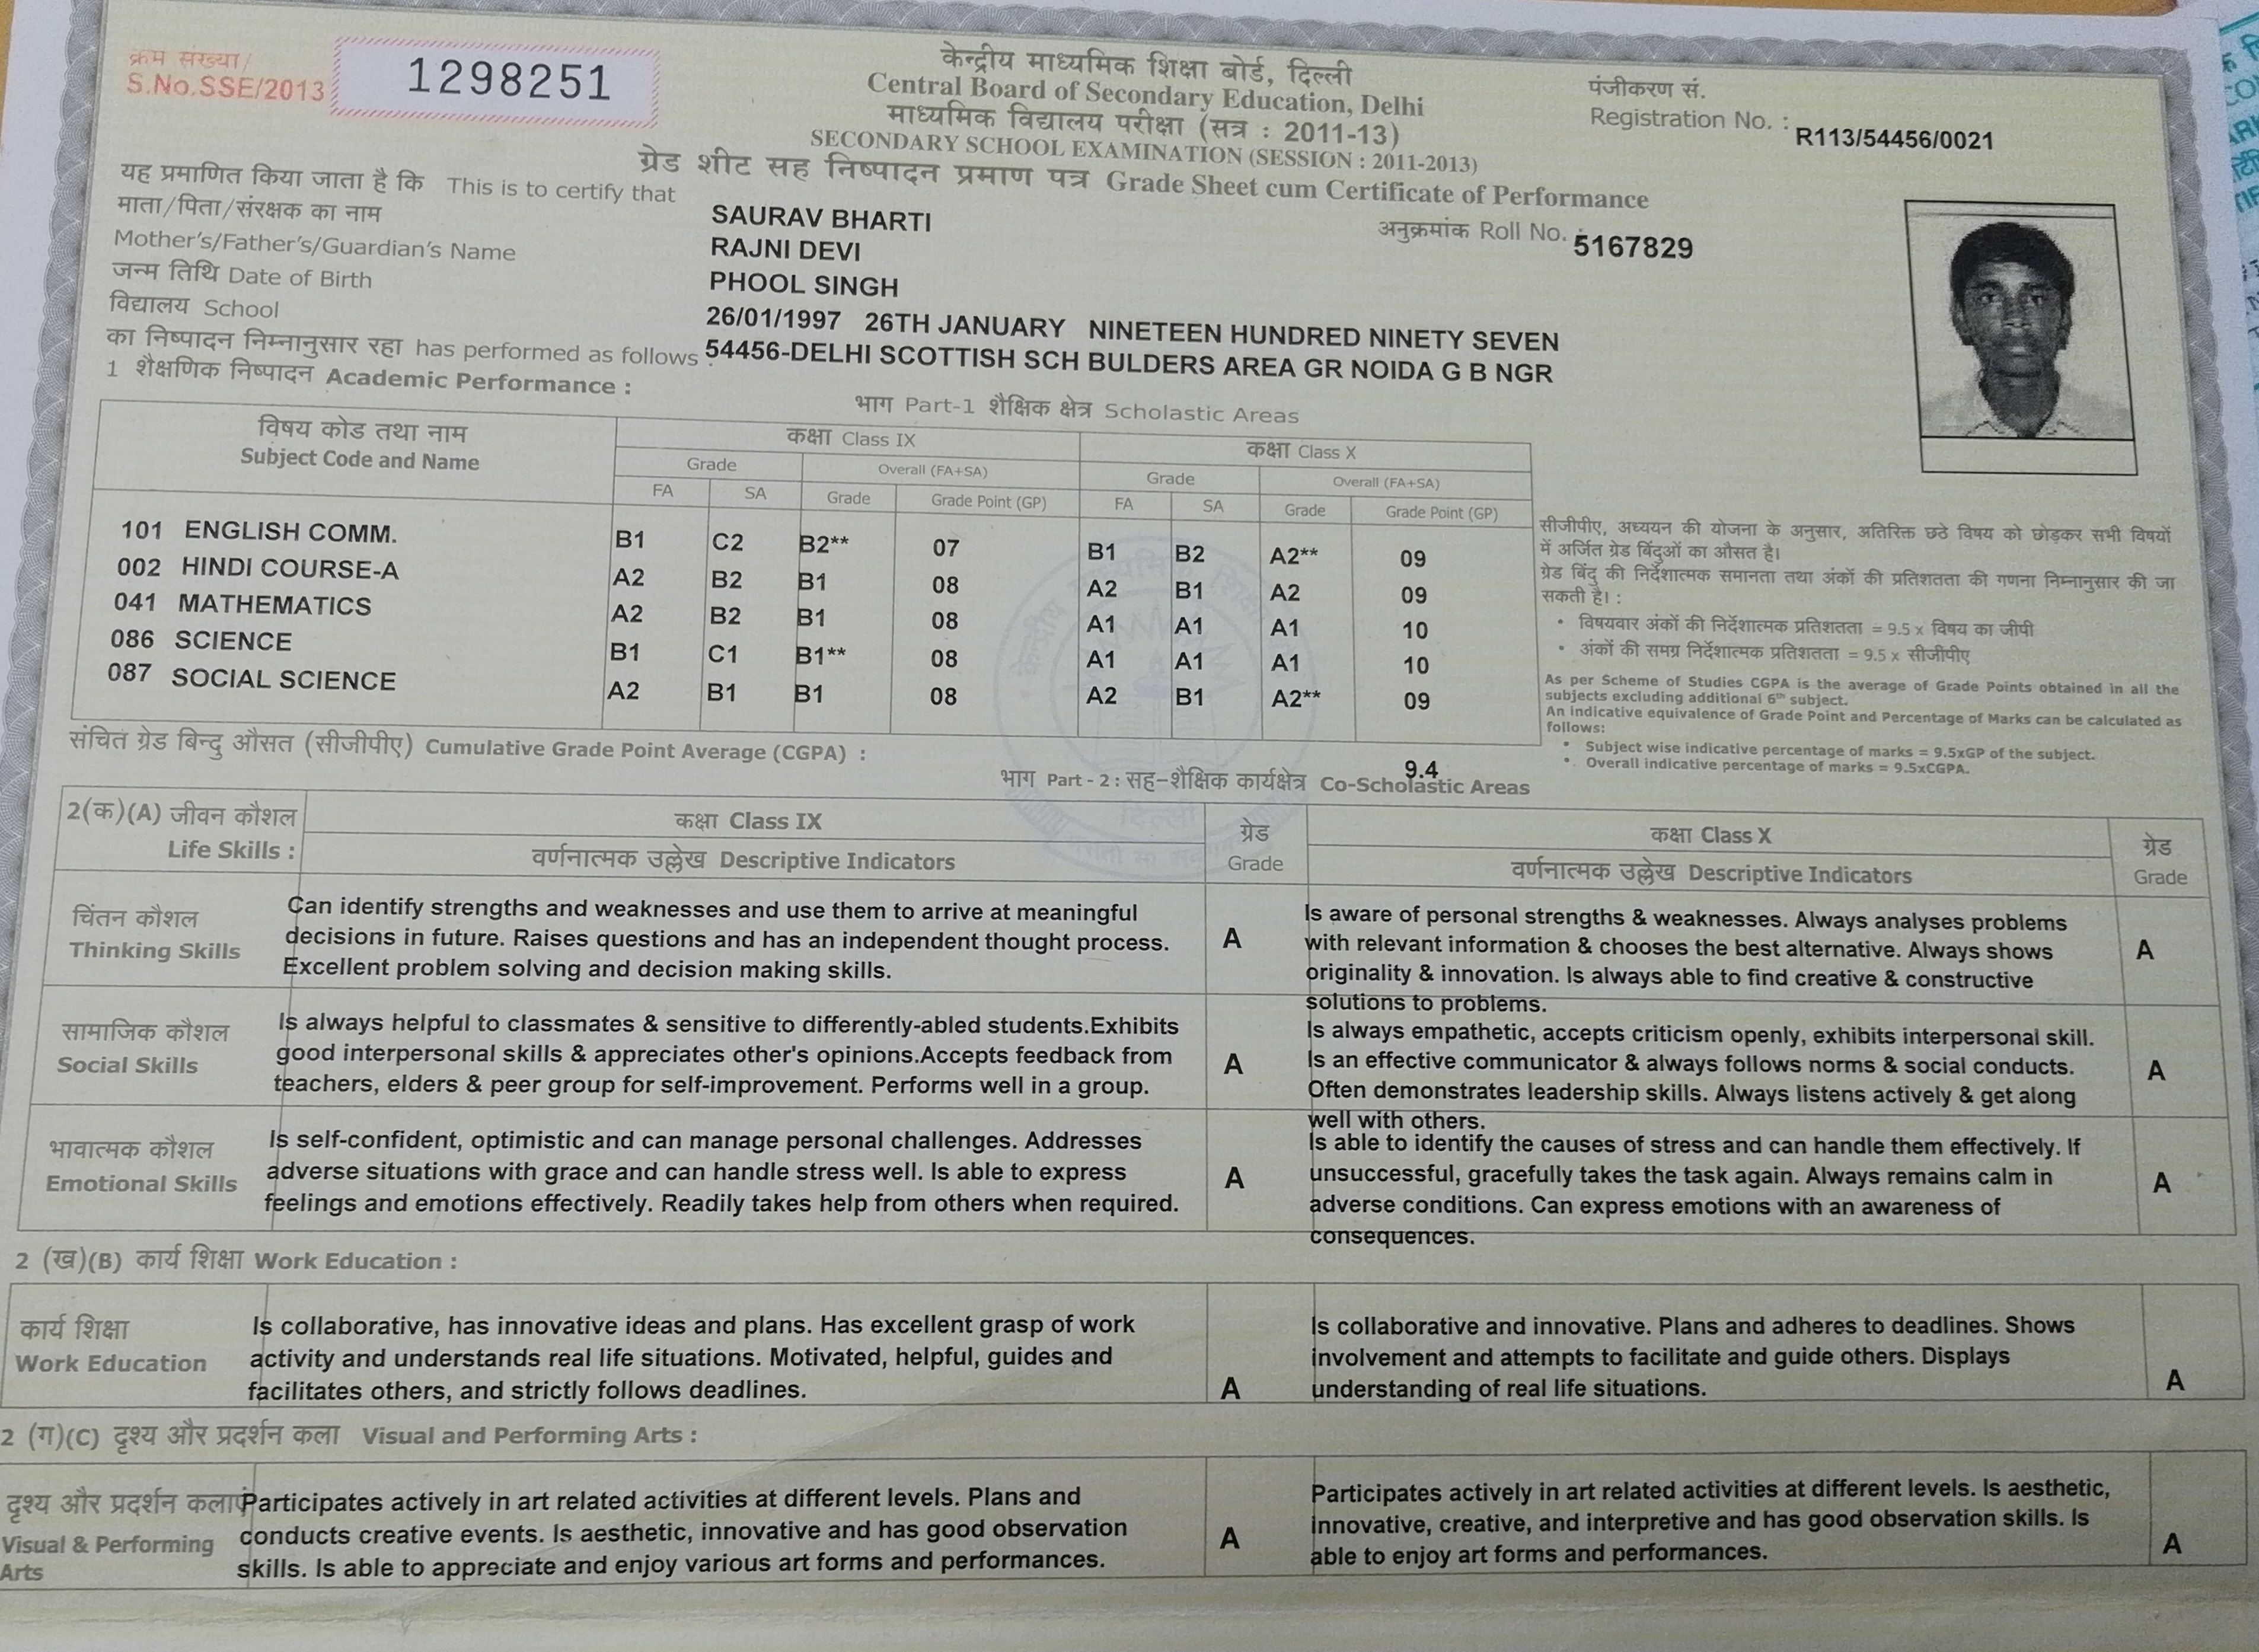 क्रम संख्या/
S.No.SSE/2013
1298251
केन्द्रीय माध्यमिक शिक्षा बोर्ड, दिल्ली
Central Board of Secondary Education, Delhi
माध्यमिक विद्यालय परीक्षा (सत्र : 2011-13)
SECONDARY SCHOOL EXAMINATION (SESSION : 2011-2013)
ग्रेड शीट सह निष्पादन प्रमाण पत्र Grade Sheet cum Certificate of Performance
पंजीकरण सं.
Registration No. : R113/54456/0021
यह प्रमाणित किया जाता है कि This is to certify that SAURAV BHARTI
अनुक्रमांक Roll No. : 5167829
माता/पिता/संरक्षक का नाम RAJNI DEVI
Mother's/Father's/Guardian's Name PHOOL SINGH
जन्म तिथि Date of Birth 26/01/1997 26TH JANUARY NINETEEN HUNDRED NINETY SEVEN
विद्यालय School 54456-DELHI SCOTTISH SCH BULDERS AREA GR NOIDA G B NGR
का निष्पादन निम्नानुसार रहा has performed as follows :
1 शैक्षणिक निष्पादन Academic Performance :
भाग Part-1 शैक्षिक क्षेत्र Scholastic Areas
विषय कोड तथा नाम
Subject Code and Name
कक्षा Class IX
कक्षा Class X
Grade Overall (FA+SA) Grade Overall (FA+SA)
FA SA Grade Grade Point (GP) FA SA Grade Grade Point (GP)
101 ENGLISH COMM. B1 C2 B2** 07 B1 B2 A2** 09
002 HINDI COURSE-A A2 B2 B1 08 A2 B1 A2 09
041 MATHEMATICS A2 B2 B1 08 A1 A1 A1 10
086 SCIENCE B1 C1 B1** 08 A1 A1 A1 10
087 SOCIAL SCIENCE A2 B1 B1 08 A2 B1 A2** 09
सीजीपीए, अध्ययन की योजना के अनुसार, अतिरिक्त छठे विषय को छोड़कर सभी विषयों
में अर्जित ग्रेड बिंदुओं का औसत है।
ग्रेड बिंदु की निर्देशात्मक समानता तथा अंकों की प्रतिशतता की गणना निम्नानुसार की जा
सकती है। :
• विषयवार अंकों की निर्देशात्मक प्रतिशतता = 9.5 x विषय का जीपी
• अंकों की समग्र निर्देशात्मक प्रतिशतता = 9.5 x सीजीपीए
As per Scheme of Studies CGPA is the average of Grade Points obtained in all the
subjects excluding additional 6th subject.
An indicative equivalence of Grade Point and Percentage of Marks can be calculated as
follows:
• Subject wise indicative percentage of marks = 9.5xGP of the subject.
• Overall indicative percentage of marks = 9.5xCGPA.
संचित ग्रेड बिन्दु औसत (सीजीपीए) Cumulative Grade Point Average (CGPA) : 9.4
भाग Part - 2 : सह-शैक्षिक कार्यक्षेत्र Co-Scholastic Areas
2(क)(A) जीवन कौशल
Life Skills :
कक्षा Class IX
वर्णनात्मक उल्लेख Descriptive Indicators
ग्रेड
Grade
कक्षा Class X
वर्णनात्मक उल्लेख Descriptive Indicators
ग्रेड
Grade
चिंतन कौशल
Thinking Skills
Can identify strengths and weaknesses and use them to arrive at meaningful
decisions in future. Raises questions and has an independent thought process.
Excellent problem solving and decision making skills.
A
Is aware of personal strengths & weaknesses. Always analyses problems
with relevant information & chooses the best alternative. Always shows
originality & innovation. Is always able to find creative & constructive
solutions to problems.
A
सामाजिक कौशल
Social Skills
Is always helpful to classmates & sensitive to differently-abled students.Exhibits
good interpersonal skills & appreciates other's opinions.Accepts feedback from
teachers, elders & peer group for self-improvement. Performs well in a group.
A
Is always empathetic, accepts criticism openly, exhibits interpersonal skill.
Is an effective communicator & always follows norms & social conducts.
Often demonstrates leadership skills. Always listens actively & get along
well with others.
A
भावात्मक कौशल
Emotional Skills
Is self-confident, optimistic and can manage personal challenges. Addresses
adverse situations with grace and can handle stress well. Is able to express
feelings and emotions effectively. Readily takes help from others when required.
A
Is able to identify the causes of stress and can handle them effectively. If
unsuccessful, gracefully takes the task again. Always remains calm in
adverse conditions. Can express emotions with an awareness of
consequences.
A
2 (ख)(B) कार्य शिक्षा Work Education :
कार्य शिक्षा
Work Education
Is collaborative, has innovative ideas and plans. Has excellent grasp of work
activity and understands real life situations. Motivated, helpful, guides and
facilitates others, and strictly follows deadlines.
A
Is collaborative and innovative. Plans and adheres to deadlines. Shows
involvement and attempts to facilitate and guide others. Displays
understanding of real life situations.
A
2 (ग)(C) दृश्य और प्रदर्शन कला Visual and Performing Arts :
दृश्य और प्रदर्शन कलाएं
Visual & Performing
Arts
Participates actively in art related activities at different levels. Plans and
conducts creative events. Is aesthetic, innovative and has good observation
skills. Is able to appreciate and enjoy various art forms and performances.
A
Participates actively in art related activities at different levels. Is aesthetic,
innovative, creative, and interpretive and has good observation skills. Is
able to enjoy art forms and performances.
A